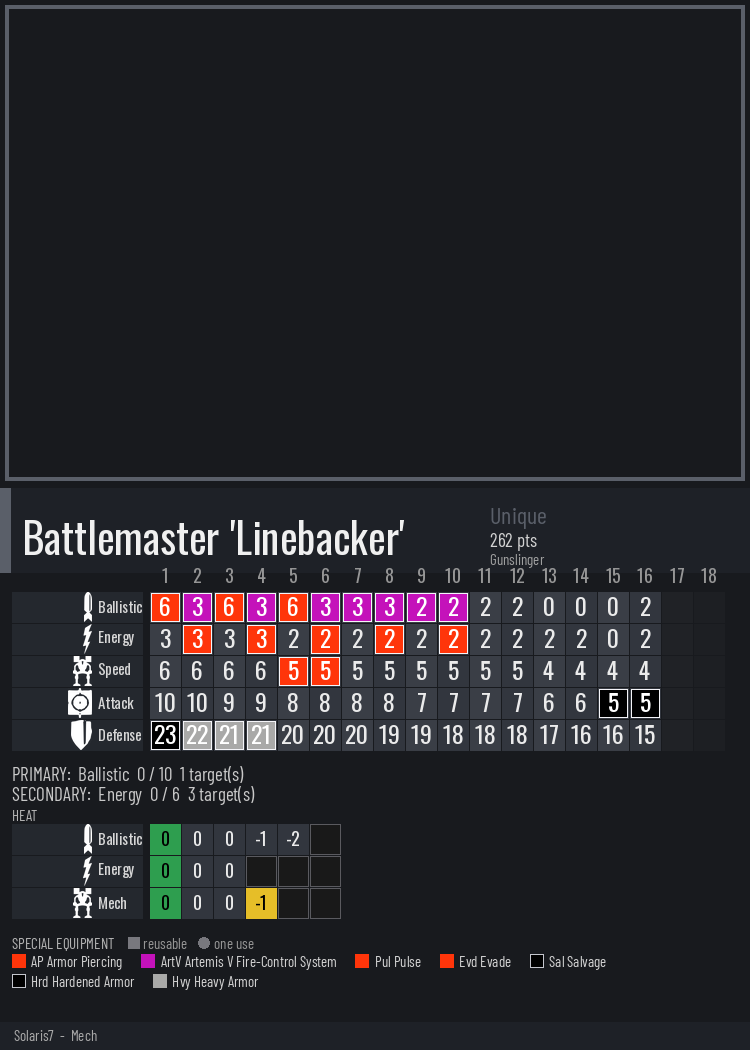 Battlemaster 'Linebacker'
Unique
262 pts
Gunslinger
1 2 3 4 5 6 7 8 9 10 11 12 13 14 15 16 17 18
Ballistic 6 3 6 3 6 3 3 3 2 2 2 2 0 0 0 2
Energy 3 3 3 3 2 2 2 2 2 2 2 2 2 2 0 2
Speed 6 6 6 6 5 5 5 5 5 5 5 5 4 4 4 4
Attack 10 10 9 9 8 8 8 8 7 7 7 7 6 6 5 5
Defense 23 22 21 21 20 20 20 19 19 18 18 18 17 16 16 15
PRIMARY: Ballistic 0 / 10 1 target(s)
SECONDARY: Energy 0 / 6 3 target(s)
HEAT
Ballistic 0 0 0 -1 -2
Energy 0 0 0
Mech 0 0 0 -1
SPECIAL EQUIPMENT reusable one use
AP Armor Piercing ArtV Artemis V Fire-Control System Pul Pulse Evd Evade Sal Salvage
Hrd Hardened Armor Hvy Heavy Armor
Solaris7 - Mech